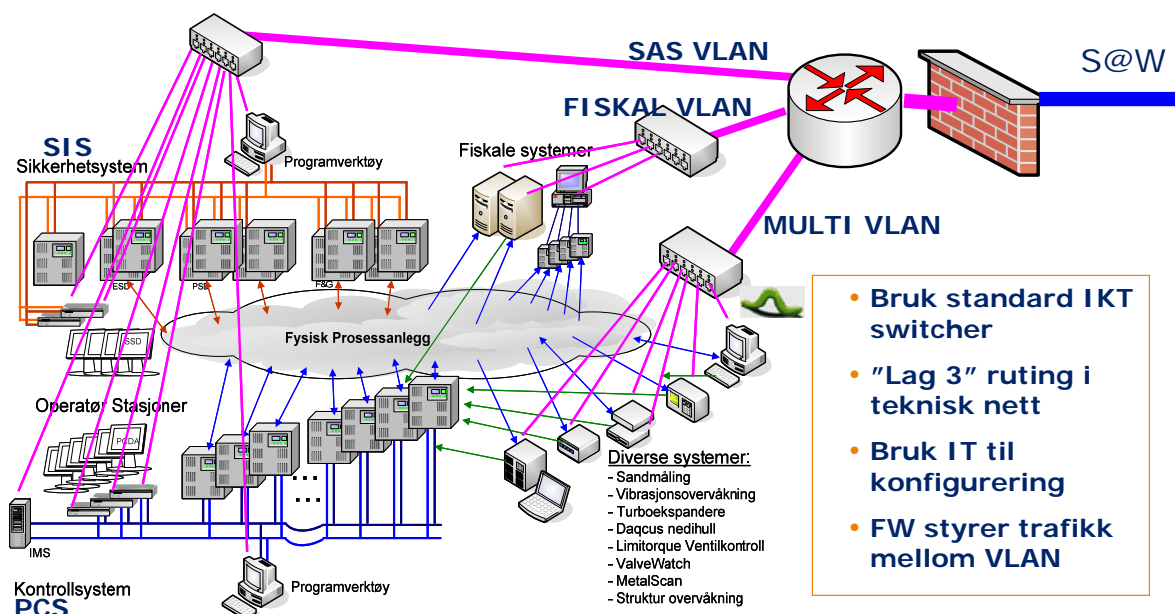 SAS VLAN
S@W
FISKAL VLAN
SIS
Sikkerhetsystem
Programverktøy
Fiskale systemer
MULTI VLAN
ESD
PSD
F&G
Fysisk Prosessanlegg
SSD
Operatør Stasjoner
PCDA
IMS
Kontrollsystem
PCS
Programverktøy
Diverse systemer:
- Sandmåling
- Vibrasjonsovervåkning
- Turboekspandere
- Daqcus nedihull
- Limitorque Ventilkontroll
- ValveWatch
- MetalScan
- Struktur overvåkning
• Bruk standard IKT
switcher
• "Lag 3" ruting i
teknisk nett
• Bruk IT til
konfigurering
• FW styrer trafikk
mellom VLAN